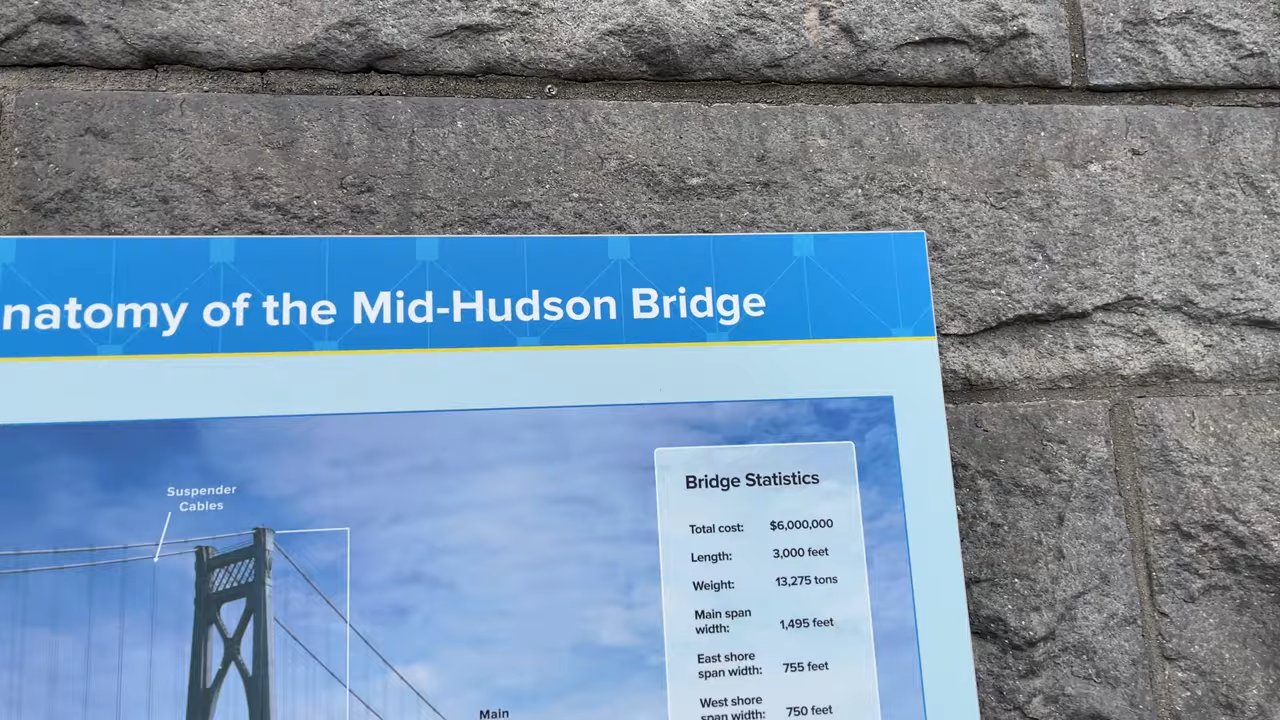 natomy of the Mid-Hudson Bridge
Suspender
Cables
Main
Bridge Statistics
Total cost: $6,000,000
Length: 3,000 feet
Weight: 13,275 tons
Main span
width: 1,495 feet
East shore
span width: 755 feet
West shore
span width: 750 feet